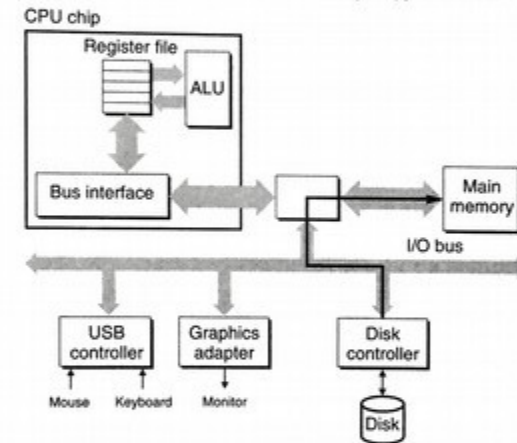 CPU chip
Register file
ALU
Bus interface
Main
memory
I/O bus
USB
controller
Graphics
adapter
Disk
controller
Mouse
Keyboard
Monitor
Disk